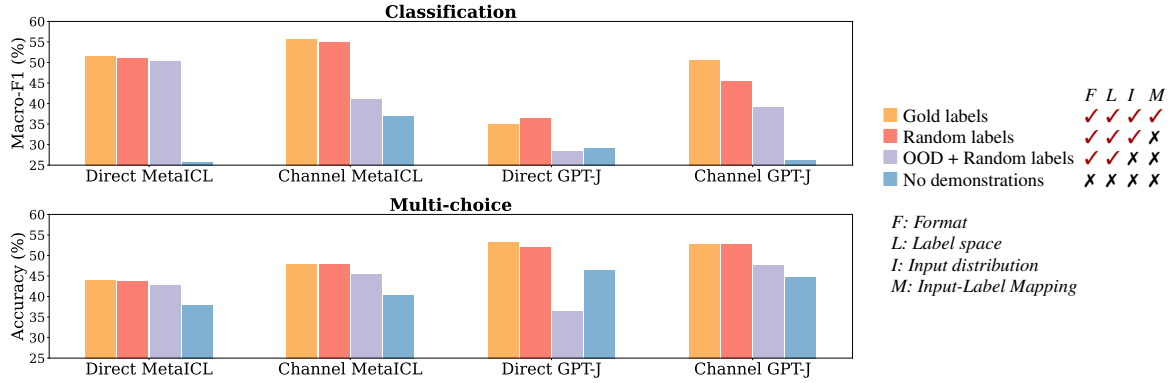 Classification
Macro-F1 (%)
60
55
50
45
40
35
30
25
Direct MetaICL Channel MetaICL Direct GPT-J Channel GPT-J
Multi-choice
Accuracy (%)
60
55
50
45
40
35
30
25
Direct MetaICL Channel MetaICL Direct GPT-J Channel GPT-J
F L I M
Gold labels ✓ ✓ ✓ ✓
Random labels ✓ ✓ ✓ ✗
OOD + Random labels ✓ ✓ ✗ ✗
No demonstrations ✗ ✗ ✗ ✗
F: Format
L: Label space
I: Input distribution
M: Input-Label Mapping